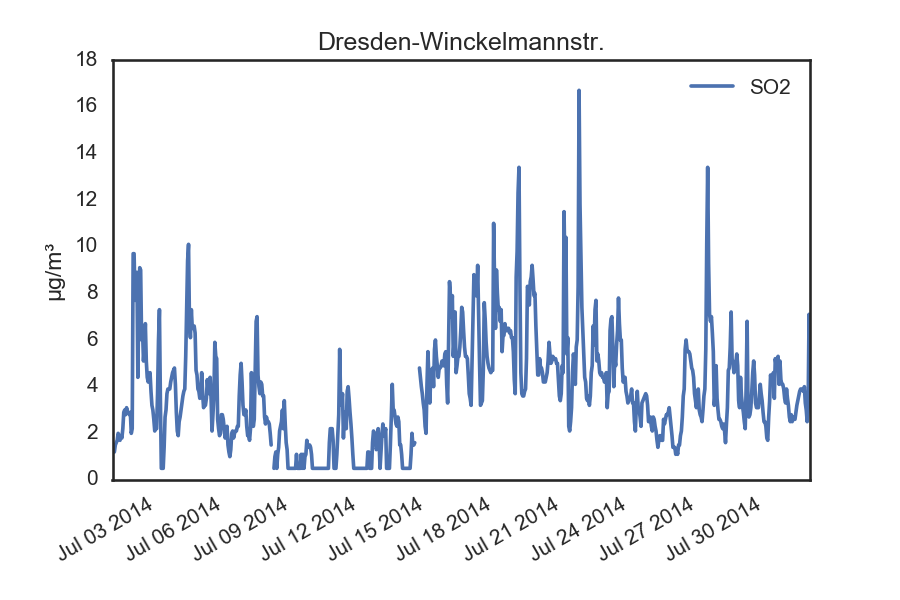 Dresden-Winckelmannstr.
18
16
14
12
10
8
6
4
2
0
µg/m³
SO2
Jul 03 2014
Jul 06 2014
Jul 09 2014
Jul 12 2014
Jul 15 2014
Jul 18 2014
Jul 21 2014
Jul 24 2014
Jul 27 2014
Jul 30 2014